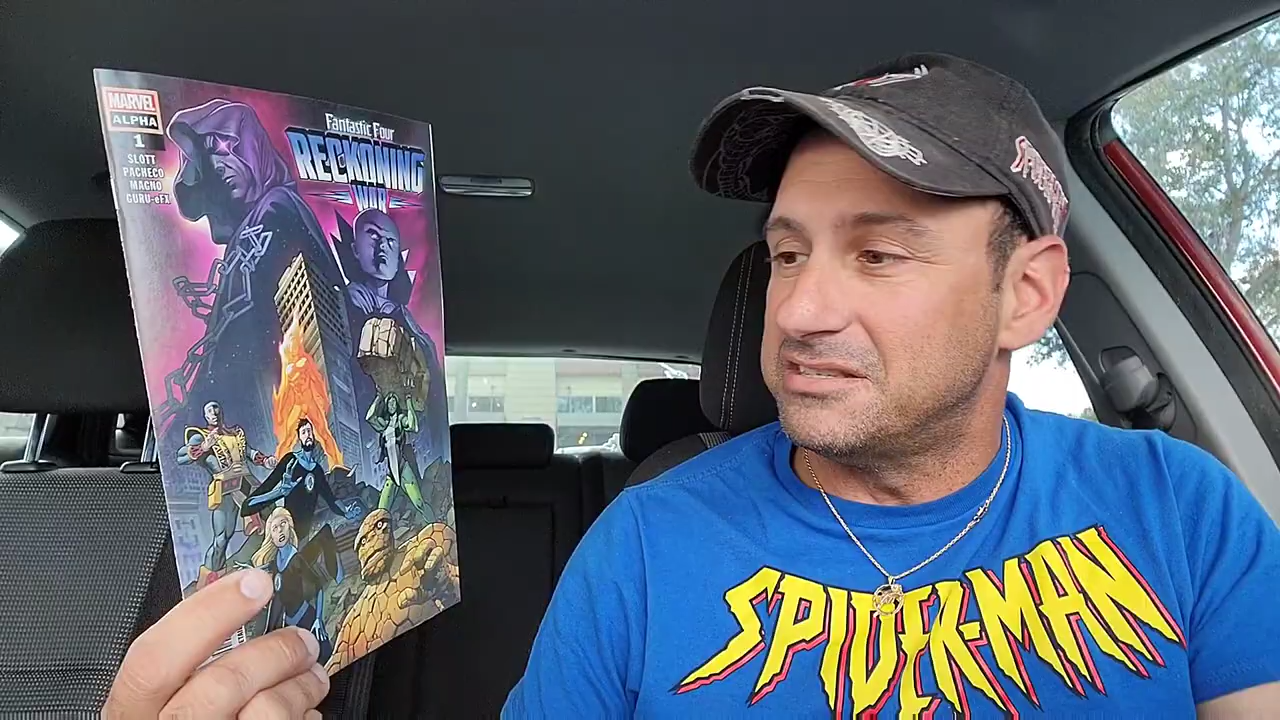 MARVEL
ALPHA
1
SLOTT
PACHECO
MAGNO
GURU-eFX
Fantastic Four
RECKONING
WAR
SPIDER-MAN